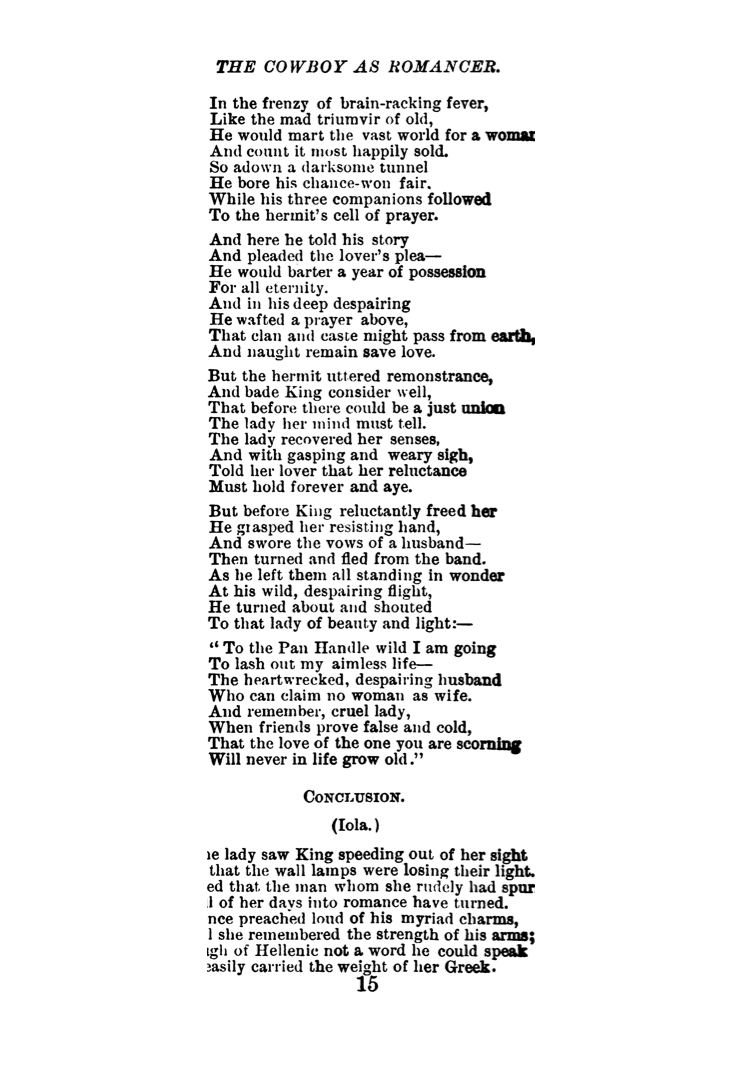 THE COWBOY AS ROMANCER.
In the frenzy of brain-racking fever,
Like the mad triumvir of old,
He would mart the vast world for a woman
And count it most happily sold.
So adown a darksome tunnel
He bore his chance-won fair.
While his three companions followed
To the hermit's cell of prayer.
And here he told his story
And pleaded the lover's plea—
He would barter a year of possession
For all eternity.
And in his deep despairing
He wafted a prayer above,
That clan and caste might pass from earth,
And naught remain save love.
But the hermit uttered remonstrance,
And bade King consider well,
That before there could be a just union
The lady her mind must tell.
The lady recovered her senses,
And with gasping and weary sigh,
Told her lover that her reluctance
Must hold forever and aye.
But before King reluctantly freed her
He grasped her resisting hand,
And swore the vows of a husband—
Then turned and fled from the band.
As he left them all standing in wonder
At his wild, despairing flight,
He turned about and shouted
To that lady of beauty and light:—
“ To the Pan Handle wild I am going
To lash out my aimless life—
The heartwrecked, despairing husband
Who can claim no woman as wife.
And remember, cruel lady,
When friends prove false and cold,
That the love of the one you are scorning
Will never in life grow old.”
CONCLUSION.
(Iola.)
lady saw King speeding out of her sight
that the wall lamps were losing their light.
ed that the man whom she rudely had spur
of her days into romance have turned.
nce preached loud of his myriad charms,
she remembered the strength of his arms;
gh of Hellenic not a word he could speak
easily carried the weight of her Greek.
15